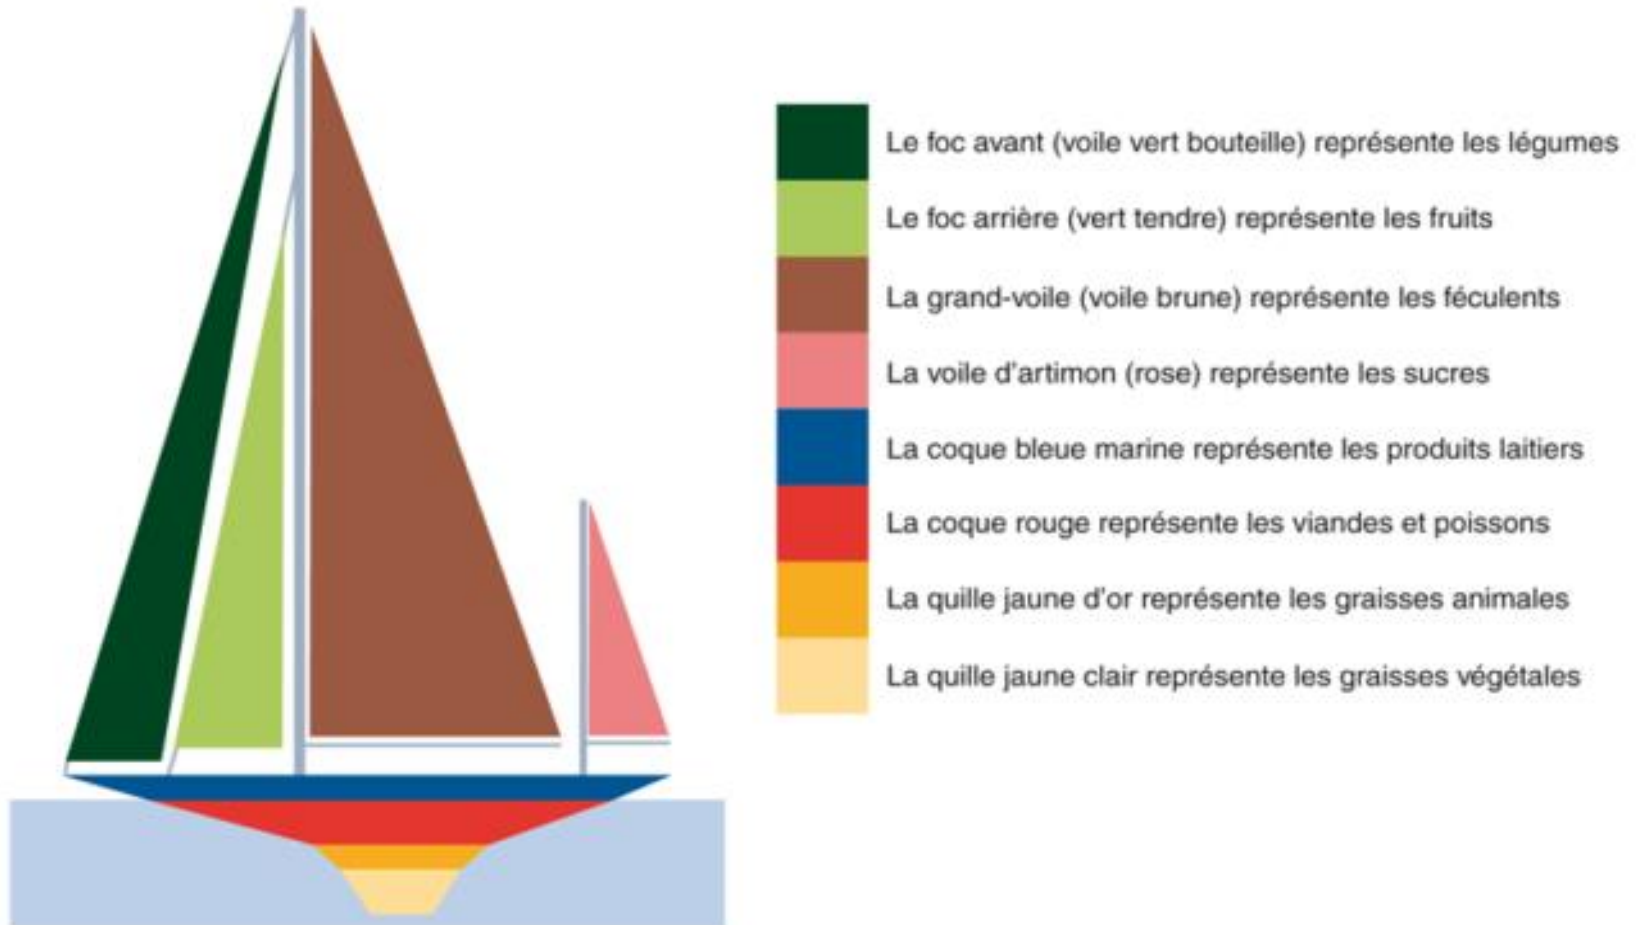 Le foc avant (voile vert bouteille) représente les légumes
Le foc arrière (vert tendre) représente les fruits
La grand-voile (voile brune) représente les féculents
La voile d'artimon (rose) représente les sucres
La coque bleue marine représente les produits laitiers
La coque rouge représente les viandes et poissons
La quille jaune d'or représente les graisses animales
La quille jaune clair représente les graisses végétales